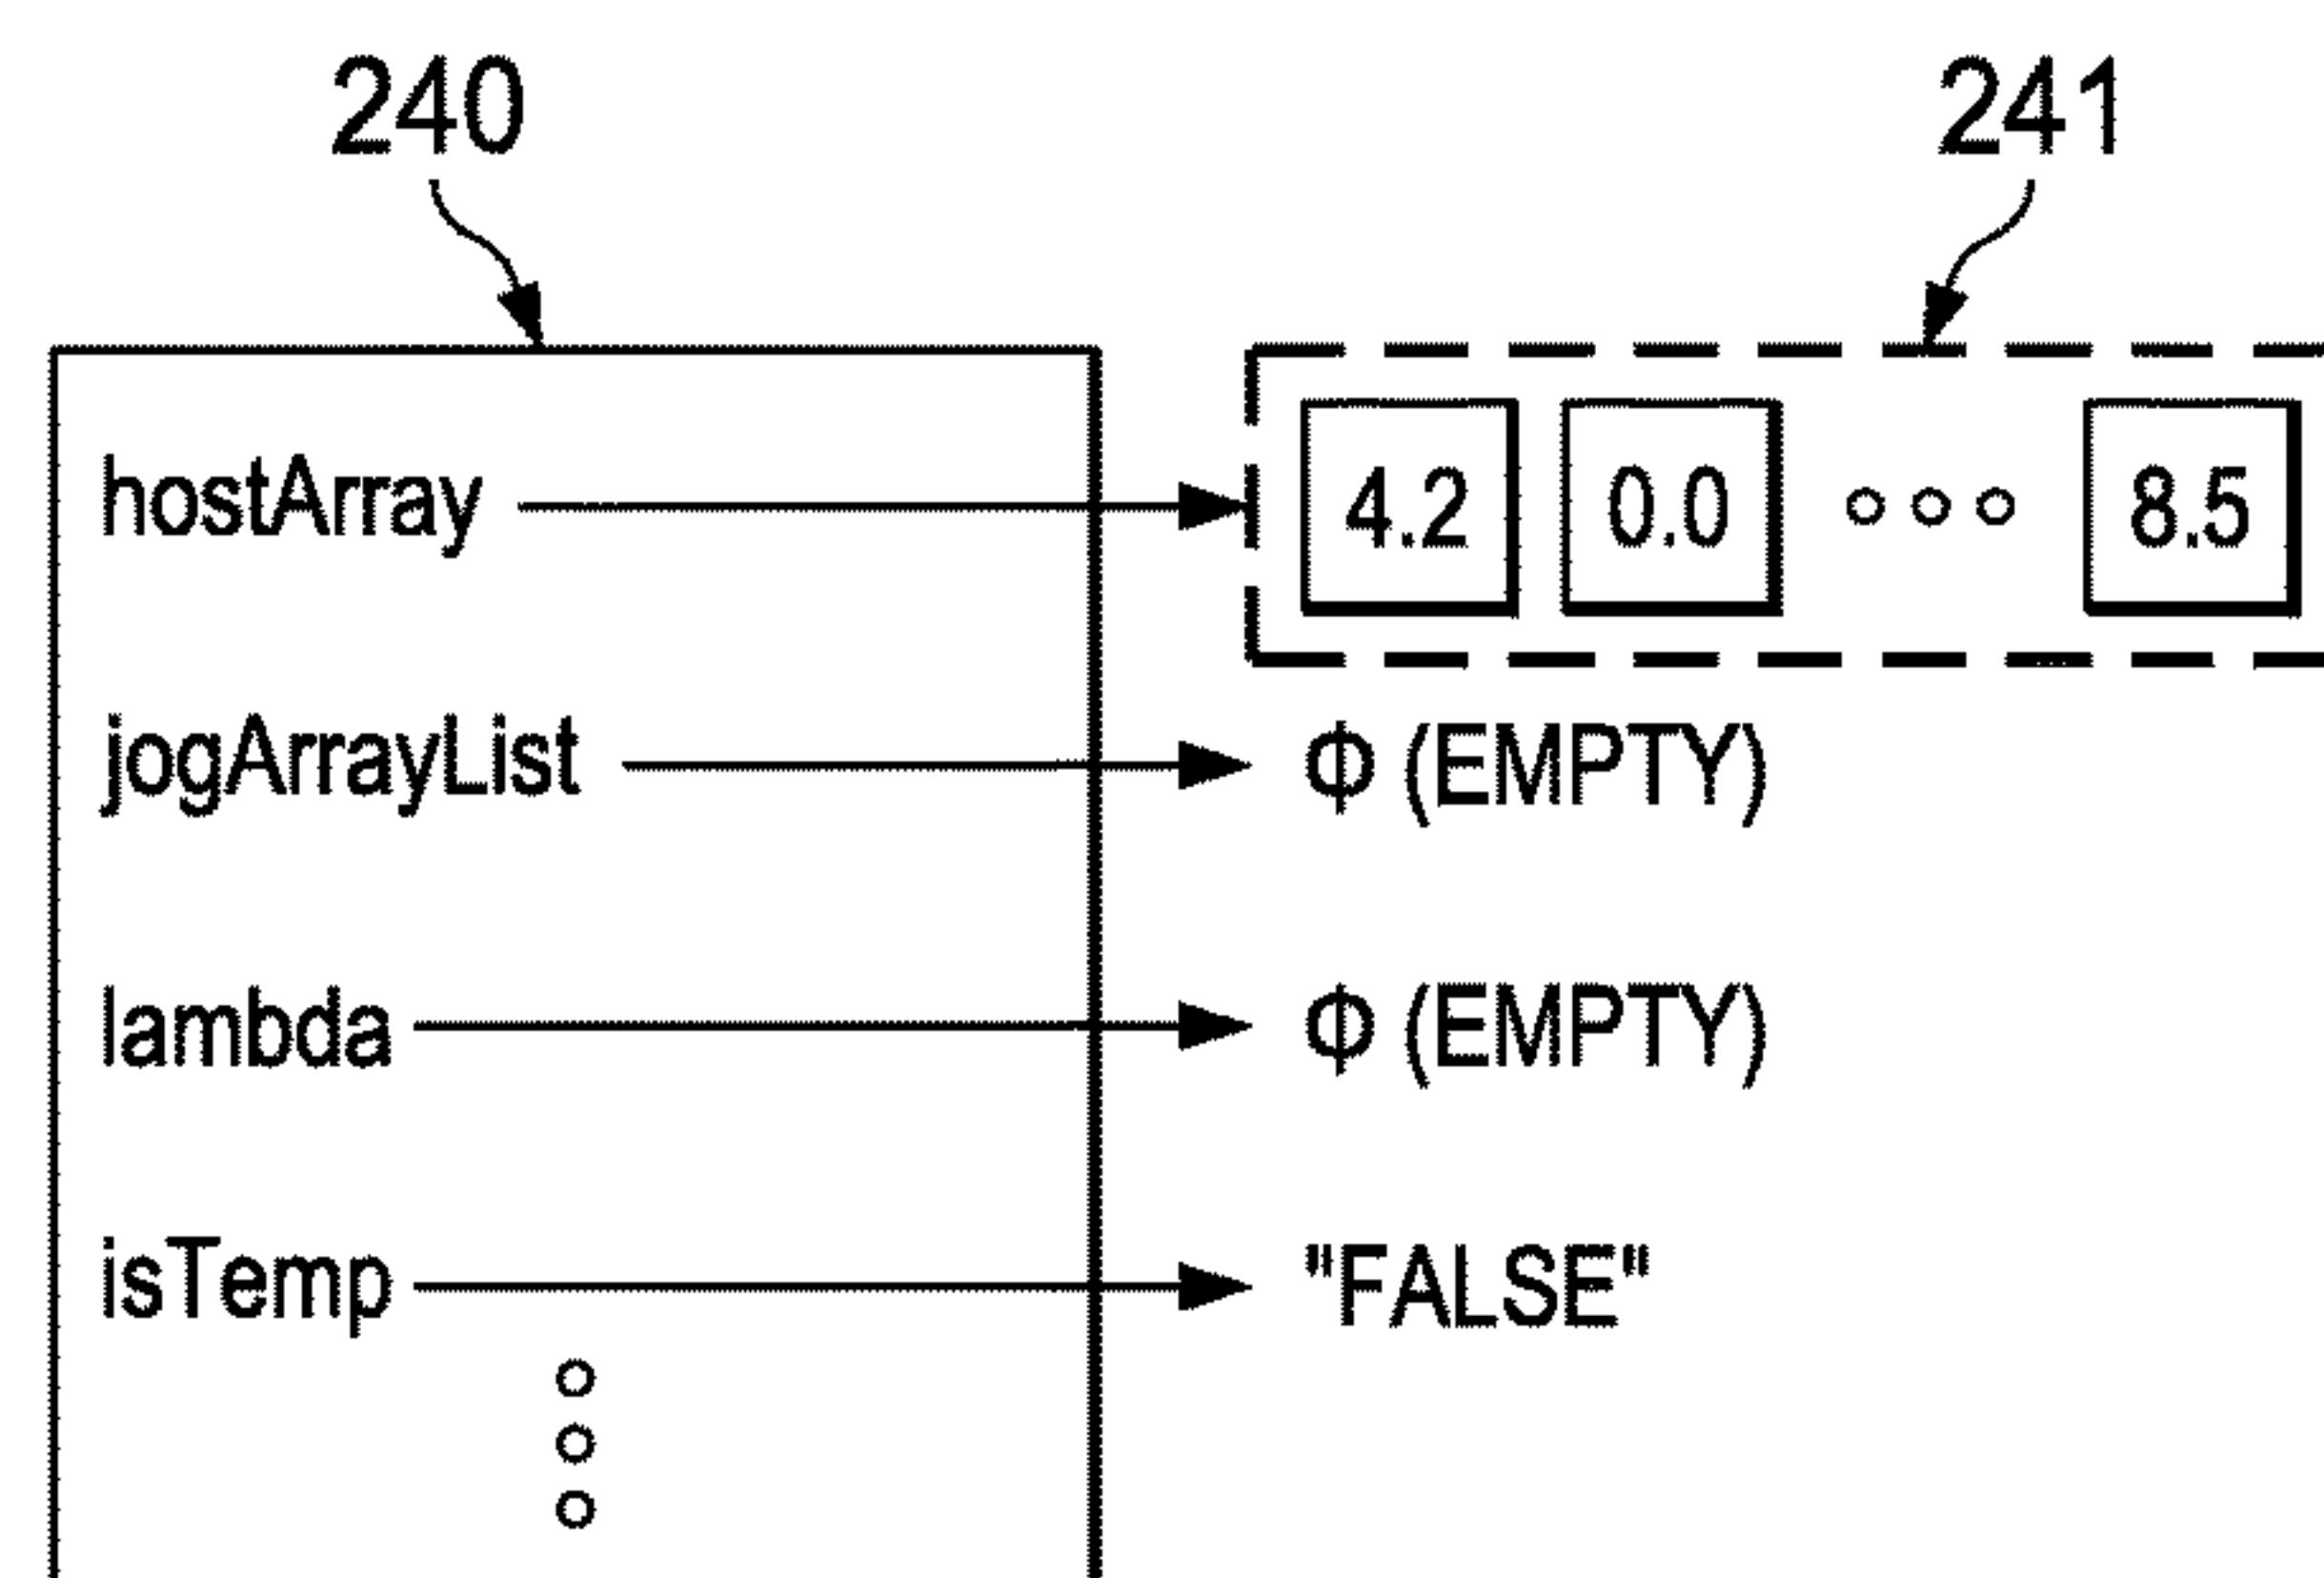 240 241
hostArray 4.2 0.0 8.5
jogArrayList Φ (EMPTY)
lambda Φ (EMPTY)
isTemp "FALSE"